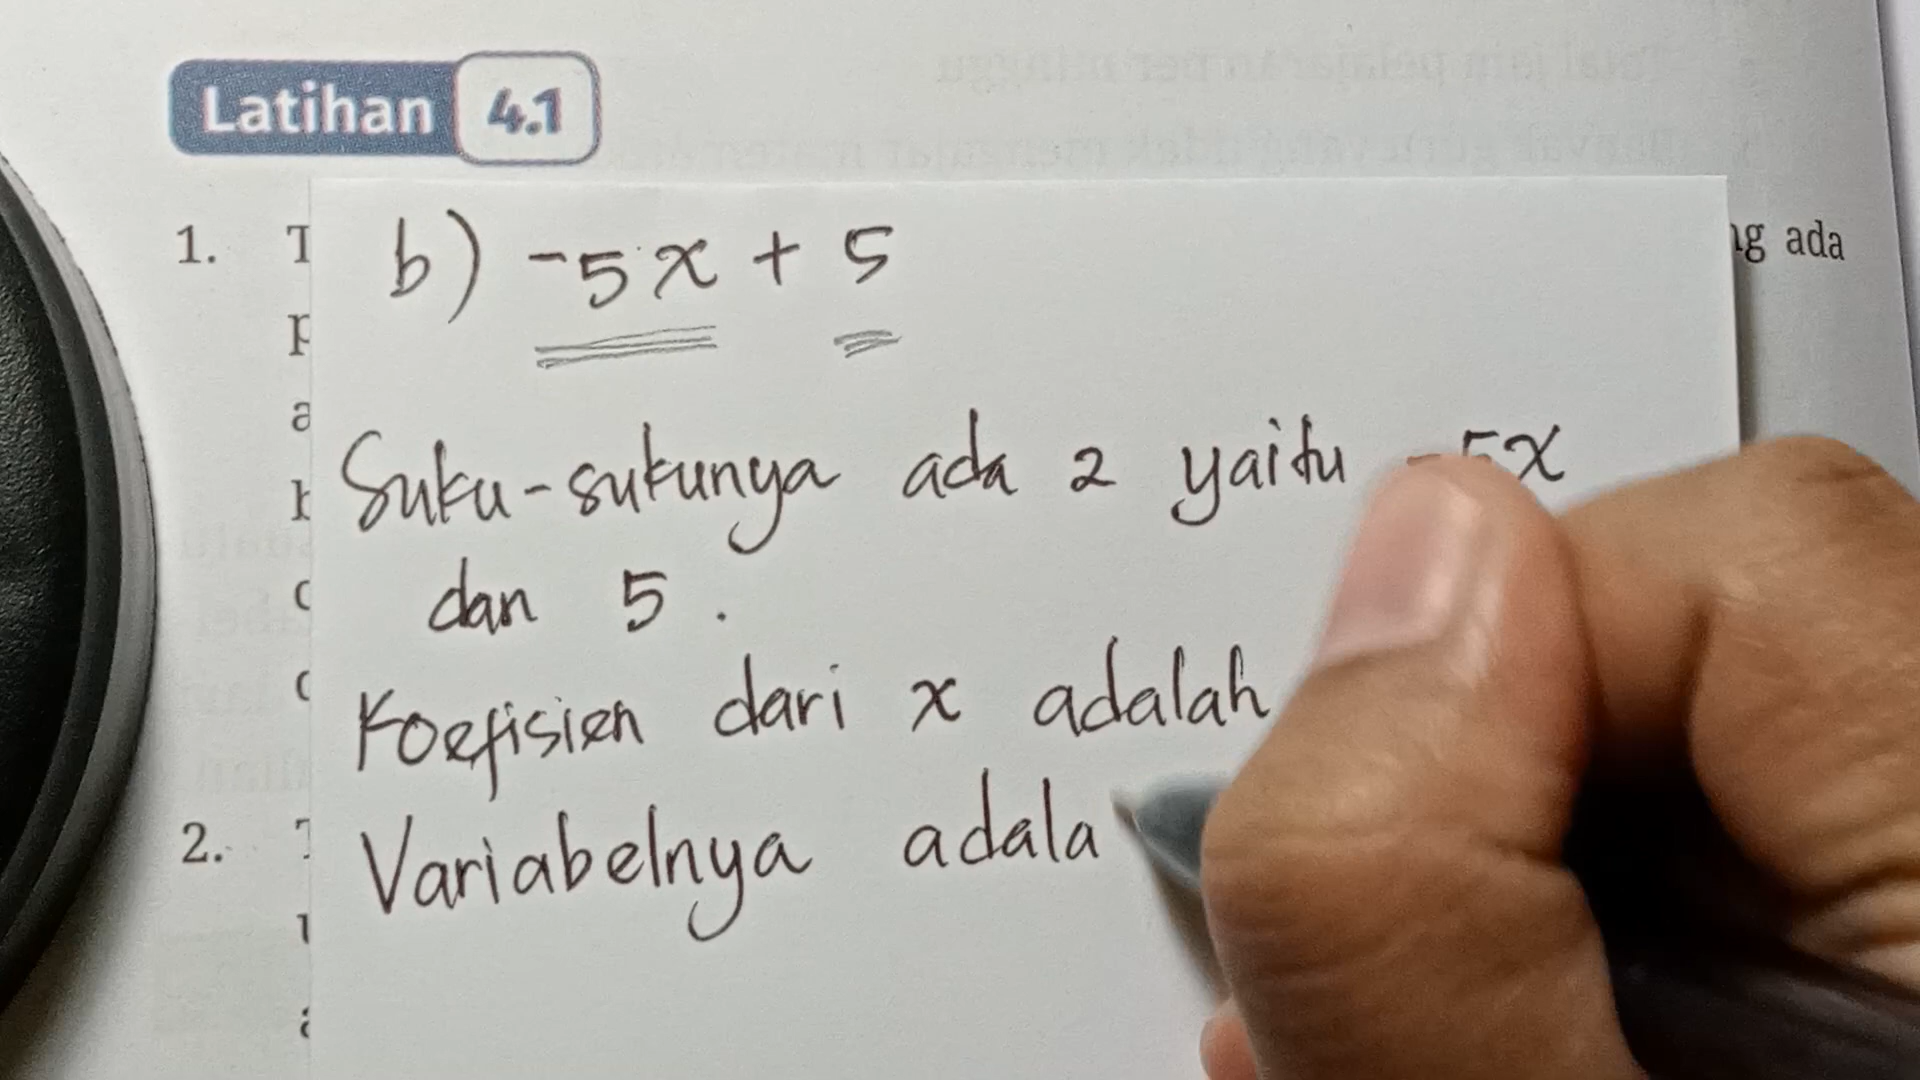 Latihan 4.1
1. T
ng ada
b) -5x + 5
p
a
Suku-sukunya ada 2 yaitu -5x
dan 5 .
Koefisien dari x adalah
2.
Variabelnya adala